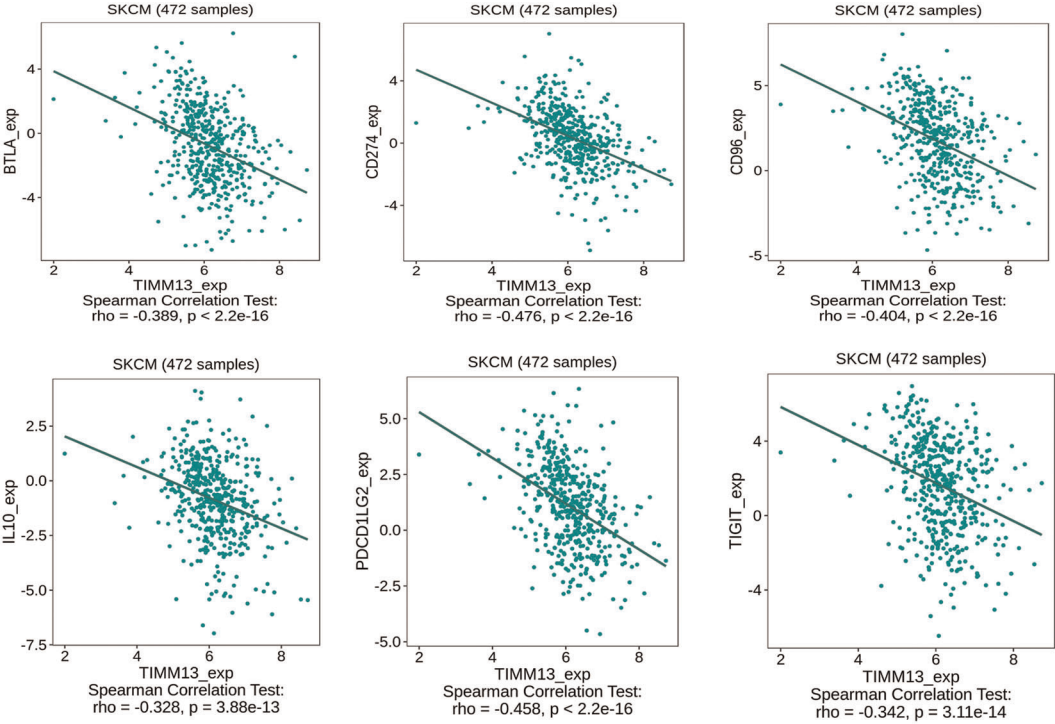 SKCM (472 samples)
BTLA_exp
4
0
-4
2
4
6
8
TIMM13_exp
Spearman Correlation Test:
rho = -0.389, p < 2.2e-16
SKCM (472 samples)
CD274_exp
4
0
-4
2
4
6
8
TIMM13_exp
Spearman Correlation Test:
rho = -0.476, p < 2.2e-16
SKCM (472 samples)
CD96_exp
5
0
-5
2
4
6
8
TIMM13_exp
Spearman Correlation Test:
rho = -0.404, p < 2.2e-16
SKCM (472 samples)
IL10_exp
2.5
0.0
-2.5
-5.0
-7.5
2
4
6
8
TIMM13_exp
Spearman Correlation Test:
rho = -0.328, p = 3.88e-13
SKCM (472 samples)
PDCD1LG2_exp
5.0
2.5
0.0
-2.5
-5.0
2
4
6
8
TIMM13_exp
Spearman Correlation Test:
rho = -0.458, p < 2.2e-16
SKCM (472 samples)
TIGIT_exp
4
0
-4
2
4
6
8
TIMM13_exp
Spearman Correlation Test:
rho = -0.342, p = 3.11e-14